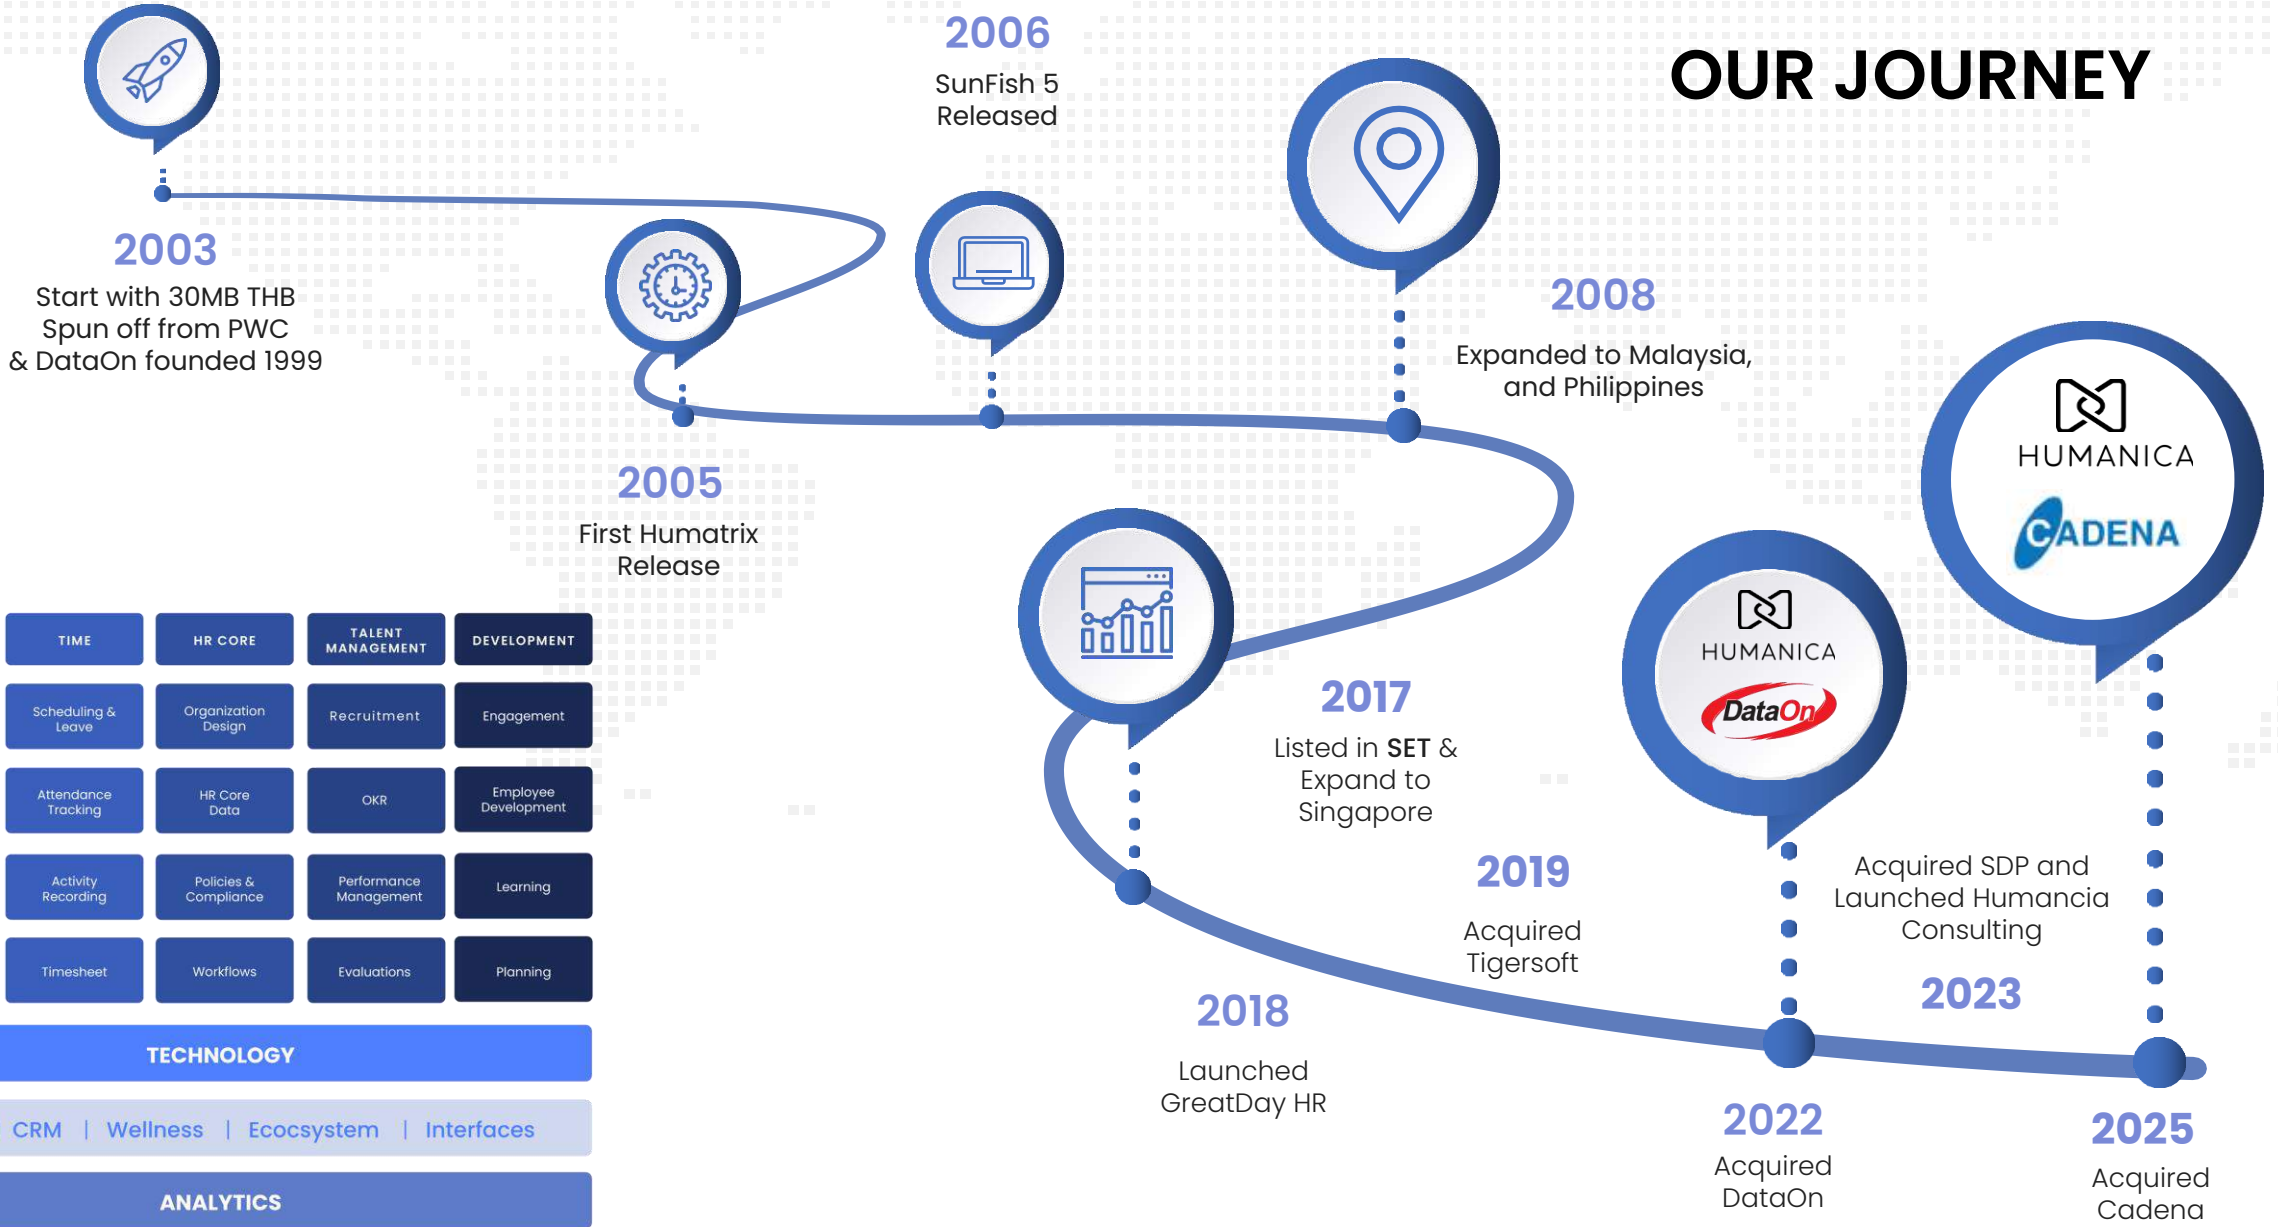 OUR JOURNEY
2003
Start with 30MB THB
Spun off from PWC
& DataOn founded 1999
2005
First Humatrix
Release
2006
SunFish 5
Released
2008
Expanded to Malaysia,
and Philippines
2017
Listed in SET &
Expand to
Singapore
2018
Launched
GreatDay HR
2019
Acquired
Tigersoft
HUMANICA
DataOn
2022
Acquired
DataOn
Acquired SDP and
Launched Humancia
Consulting
2023
HUMANICA
CADENA
2025
Acquired
Cadena
TIME
HR CORE
TALENT
MANAGEMENT
DEVELOPMENT
Scheduling &
Leave
Organization
Design
Recruitment
Engagement
Attendance
Tracking
HR Core
Data
OKR
Employee
Development
Activity
Recording
Policies &
Compliance
Performance
Management
Learning
Timesheet
Workflows
Evaluations
Planning
TECHNOLOGY
CRM | Wellness | Ecocsystem | Interfaces
ANALYTICS